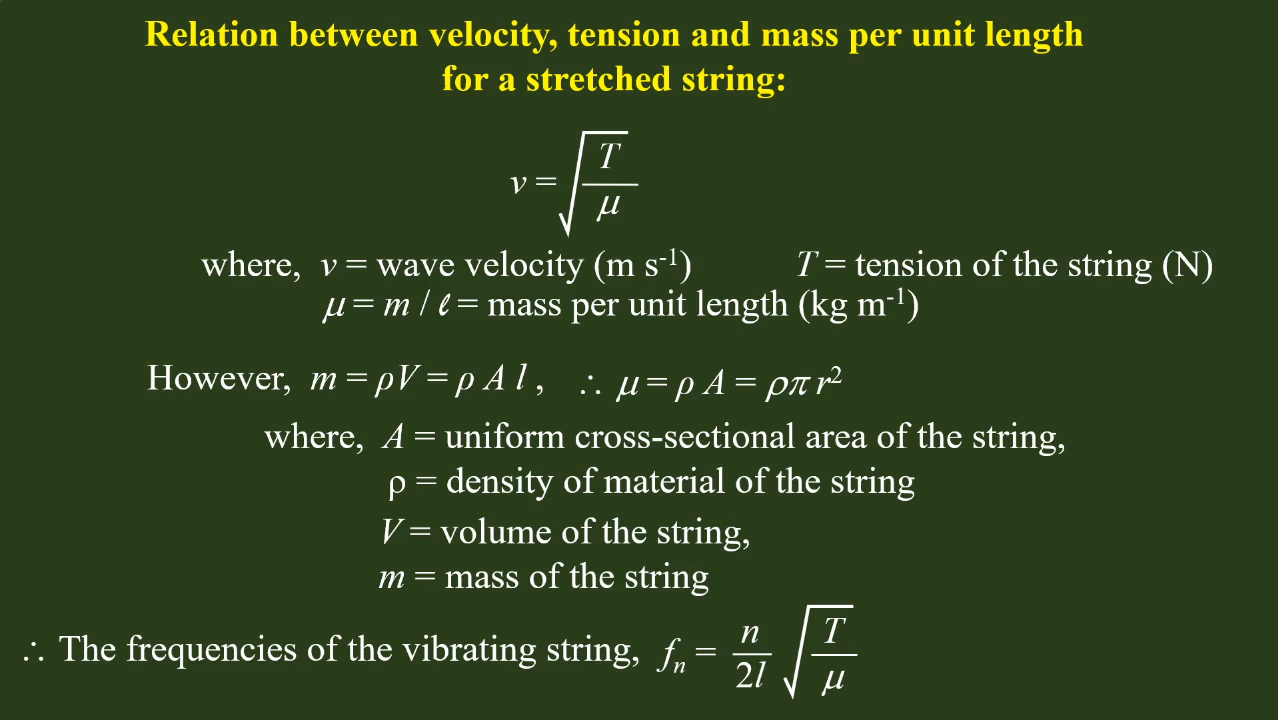 Relation between velocity, tension and mass per unit length
for a stretched string:
v = √(T/μ)
where, v = wave velocity (m s⁻¹) T = tension of the string (N)
μ = m / ℓ = mass per unit length (kg m⁻¹)
However, m = ρV = ρ A l , ∴ μ = ρ A = ρπ r²
where, A = uniform cross-sectional area of the string,
ρ = density of material of the string
V = volume of the string,
m = mass of the string
∴ The frequencies of the vibrating string, fₙ = n/2l √(T/μ)